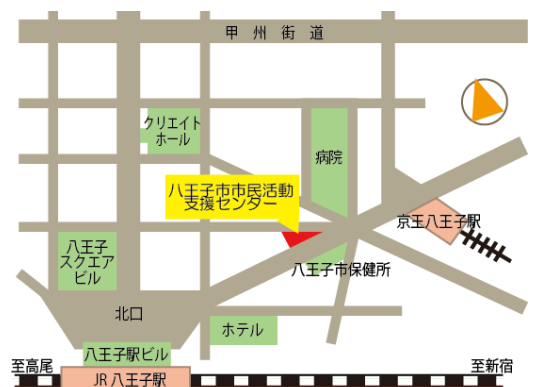 甲州街道
クリエイト
ホール
病院
八王子市市民活動
支援センター
京王八王子駅
八王子
スクエア
ビル
八王子市保健所
北口
ホテル
八王子駅ビル
至高尾
至新宿
JR八王子駅